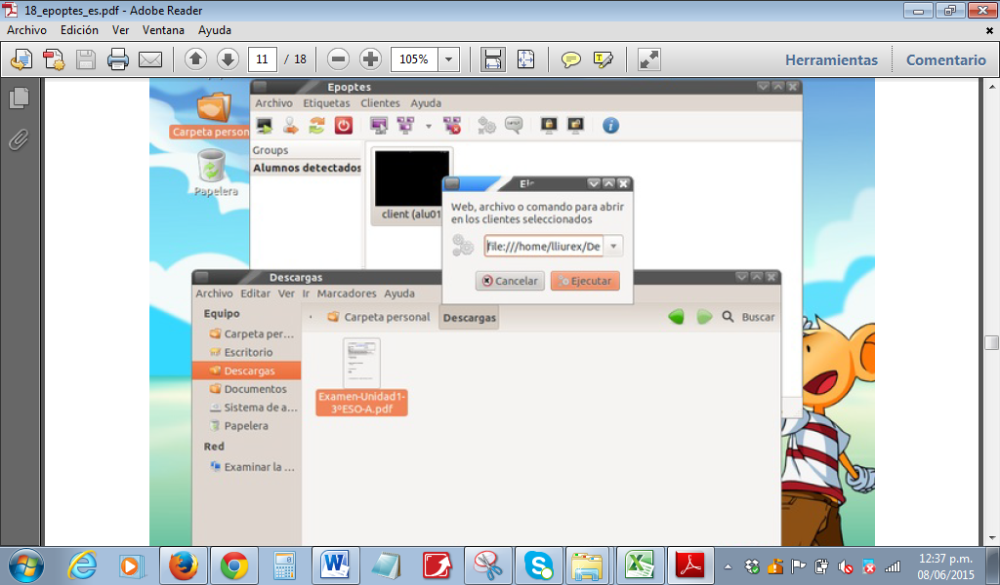 18_epoptes_es.pdf - Adobe Reader
Archivo Edición Ver Ventana Ayuda
11 / 18 105% Herramientas Comentario
Epoptes
Archivo Etiquetas Clientes Ayuda
Carpeta person
Papelera
Groups
Alumnos detectados
client (alu01
Web, archivo o comando para abrir
en los clientes seleccionados
file:///home/lliurex/De
Cancelar Ejecutar
Descargas
Archivo Editar Ver Ir Marcadores Ayuda
Equipo
Carpeta personal Descargas Buscar
Carpeta per...
Escritorio
Descargas
Documentos
Sistema de a...
Papelera
Red
Examinar la ...
Examen-Unidad1-
3ºESO-A.pdf
12:37 p.m.
08/06/2015